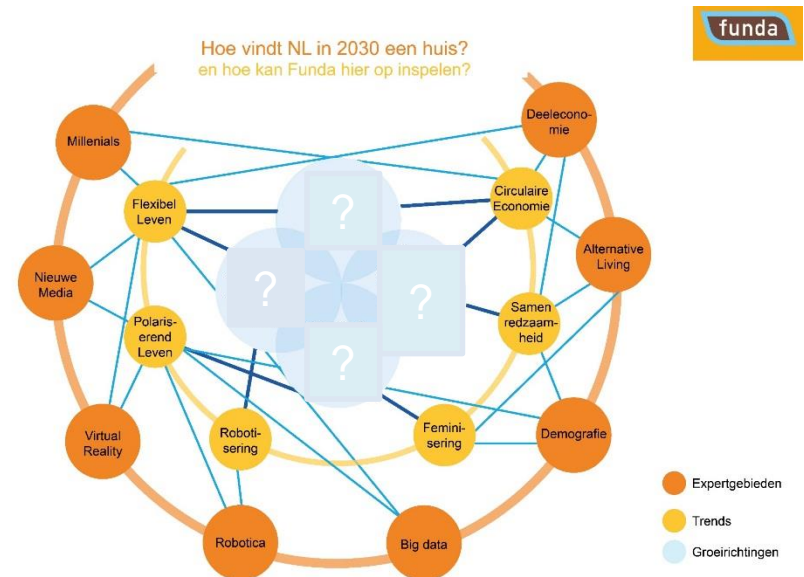 funda
Hoe vindt NL in 2030 een huis?
en hoe kan Funda hier op inspelen?
Millenials
Deelecono-
mie
Flexibel
Leven
Circulaire
Economie
Nieuwe
Media
Alternative
Living
?
?
?
?
Polaris-
erend
Leven
Samen
redzaam-
heid
Virtual
Reality
Roboti-
sering
Femini-
sering
Demografie
Robotica
Big data
Expertgebieden
Trends
Groeirichtingen